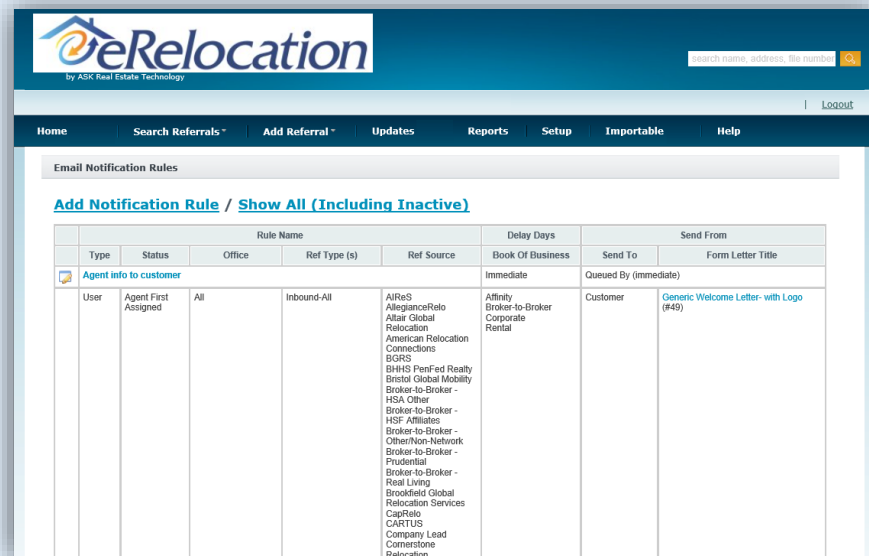 eRelocation
by ASK Real Estate Technology
search name, address, file number
| Logout
Home Search Referrals Add Referral Updates Reports Setup Importable Help
Email Notification Rules
Add Notification Rule / Show All (Including Inactive)
Rule Name Delay Days Send From
Type Status Office Ref Type (s) Ref Source Book Of Business Send To Form Letter Title
Agent info to customer Immediate Queued By (immediate)
User Agent First All Inbound-All AIReS Affinity Customer Generic Welcome Letter- with Logo
Assigned AllegianceRelo Broker-to-Broker (#49)
Altair Global Corporate
Relocation Rental
American Relocation
Connections
BGRS
BHHS PenFed Realty
Bristol Global Mobility
Broker-to-Broker -
HSA Other
Broker-to-Broker -
HSF Affiliates
Broker-to-Broker -
Other/Non-Network
Broker-to-Broker -
Prudential
Broker-to-Broker -
Real Living
Brookfield Global
Relocation Services
CapRelo
CARTUS
Company Lead
Cornerstone
Relocation